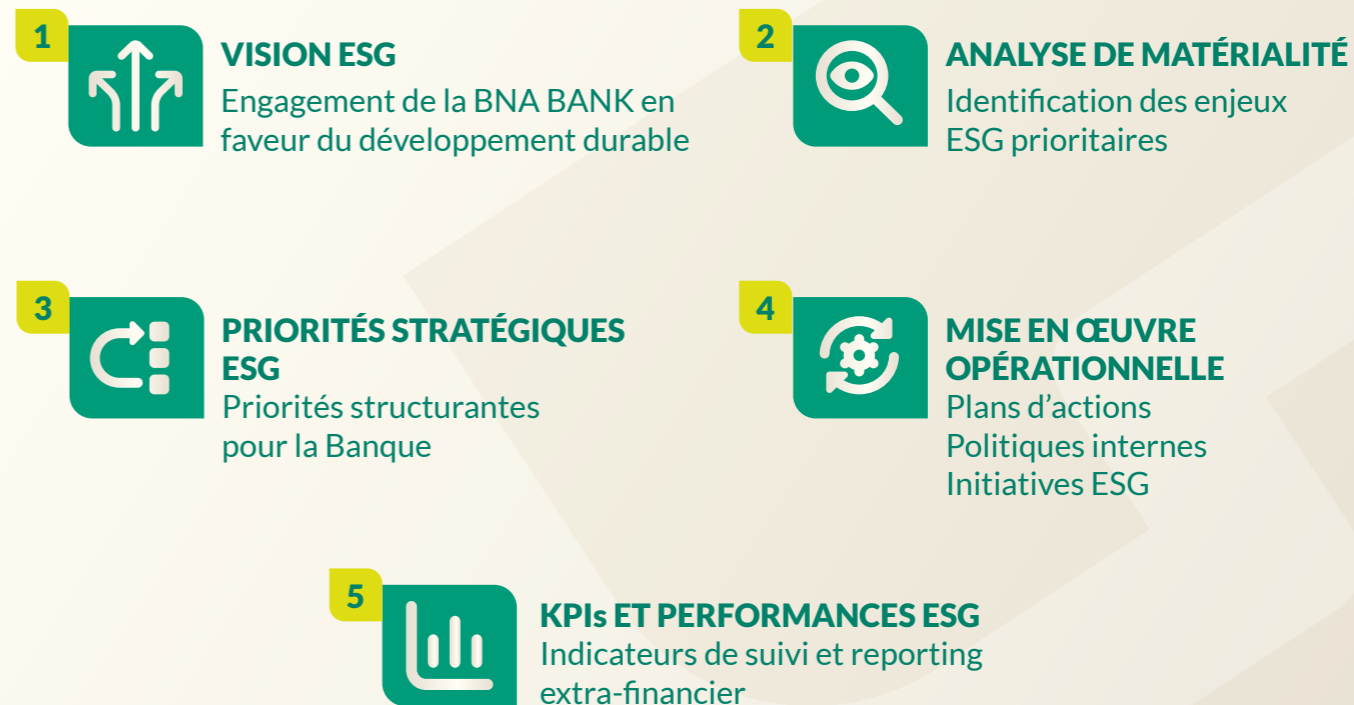 1
VISION ESG
Engagement de la BNA BANK en
faveur du développement durable
2
ANALYSE DE MATÉRIALITÉ
Identification des enjeux
ESG prioritaires
3
PRIORITÉS STRATÉGIQUES
ESG
Priorités structurantes
pour la Banque
4
MISE EN ŒUVRE
OPÉRATIONNELLE
Plans d’actions
Politiques internes
Initiatives ESG
5
KPIs ET PERFORMANCES ESG
Indicateurs de suivi et reporting
extra-financier